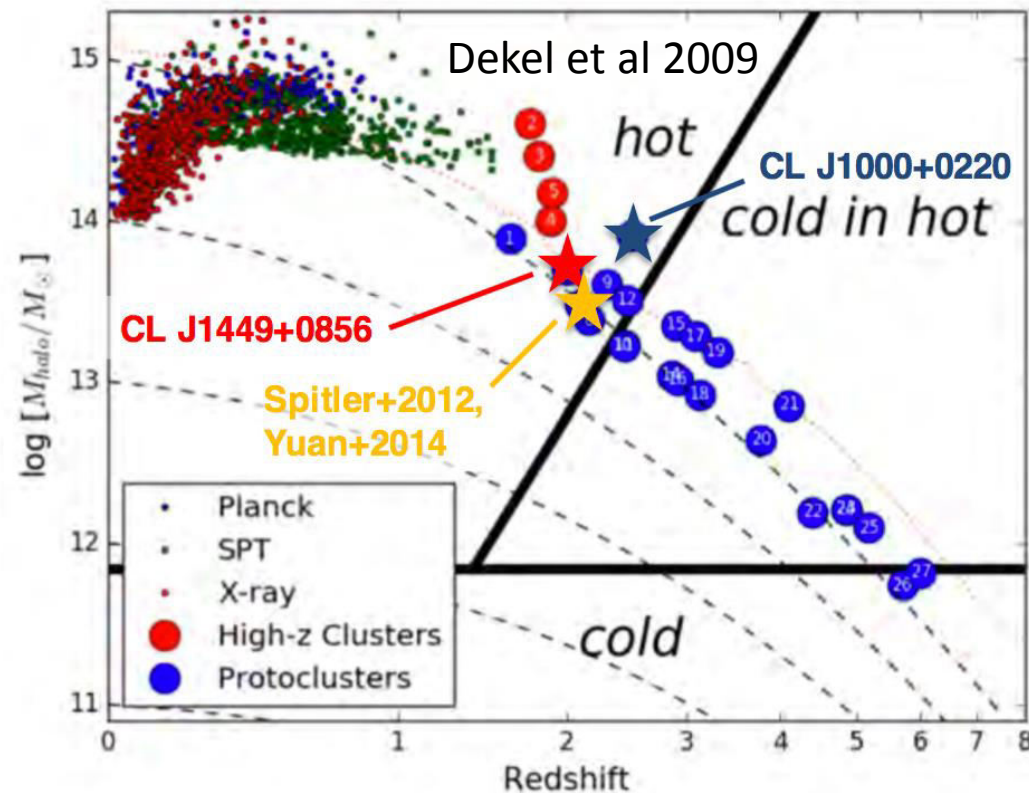 Dekel et al 2009
hot
CL J1000+0220
cold in hot
CL J1449+0856
Spitler+2012,
Yuan+2014
cold
Planck
SPT
X-ray
High-z Clusters
Protoclusters
log [M_halo/M_⊙]
15
14
13
12
11
2
3
5
4
1
9
12
15
17
19
18
21
20
22
25
27
26
0 1 2 3 4 5 6 7 8
Redshift